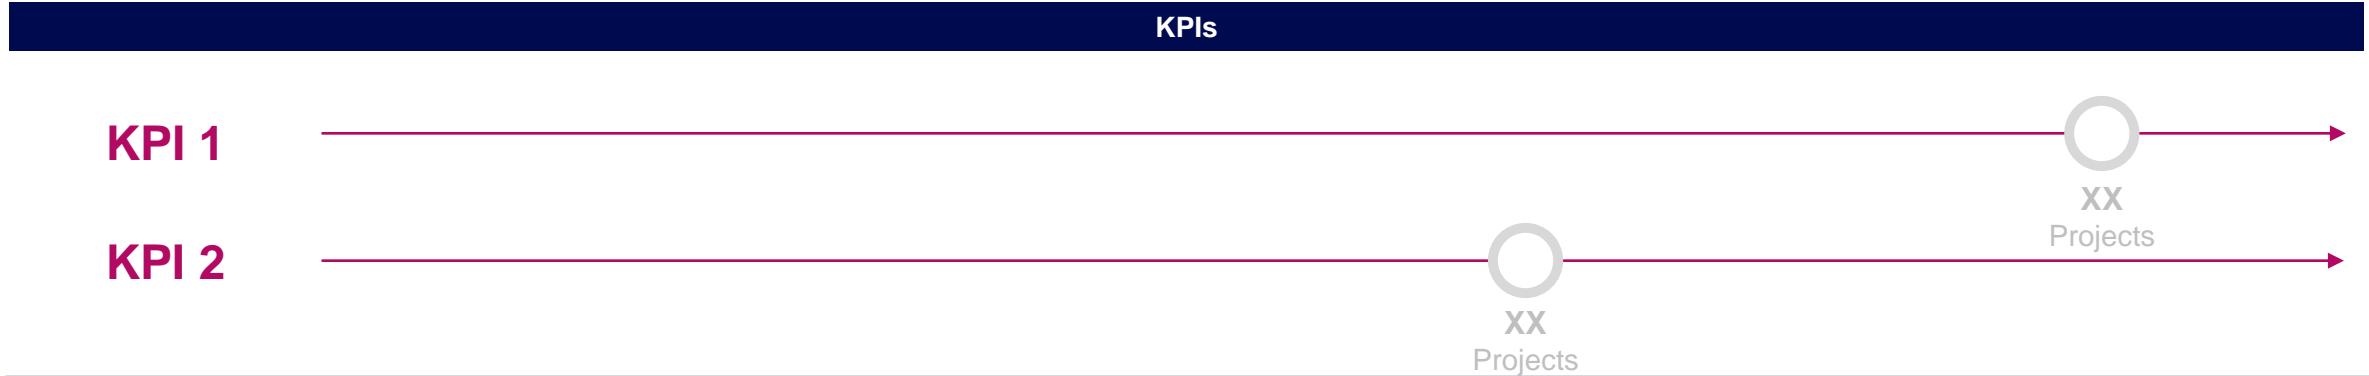 KPIs
KPI 1
XX
Projects
KPI 2
XX
Projects